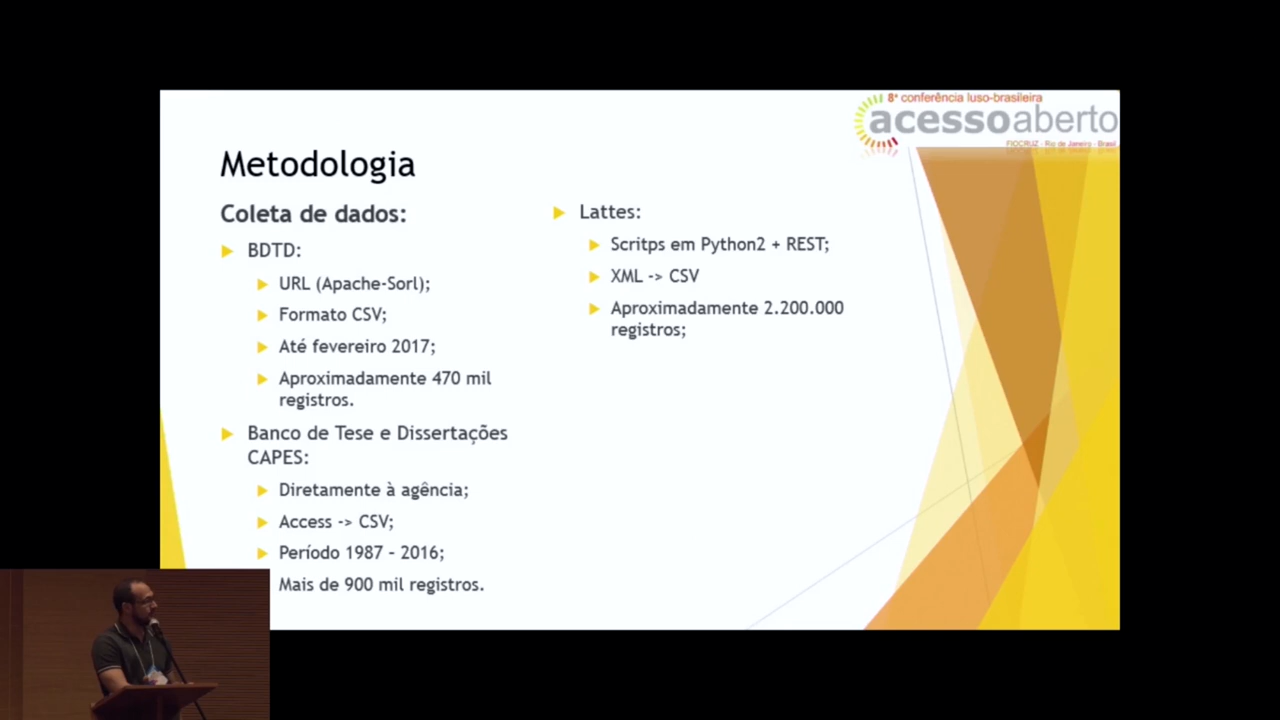 8ª conferência luso-brasileira
acessoaberto
FIOCRUZ - Rio de Janeiro - Brasil
Metodologia
Coleta de dados:
BDTD:
URL (Apache-Sorl);
Formato CSV;
Até fevereiro 2017;
Aproximadamente 470 mil
registros.
Banco de Tese e Dissertações
CAPES:
Diretamente à agência;
Access -> CSV;
Período 1987 – 2016;
Mais de 900 mil registros.
Lattes:
Scritps em Python2 + REST;
XML -> CSV
Aproximadamente 2.200.000
registros;